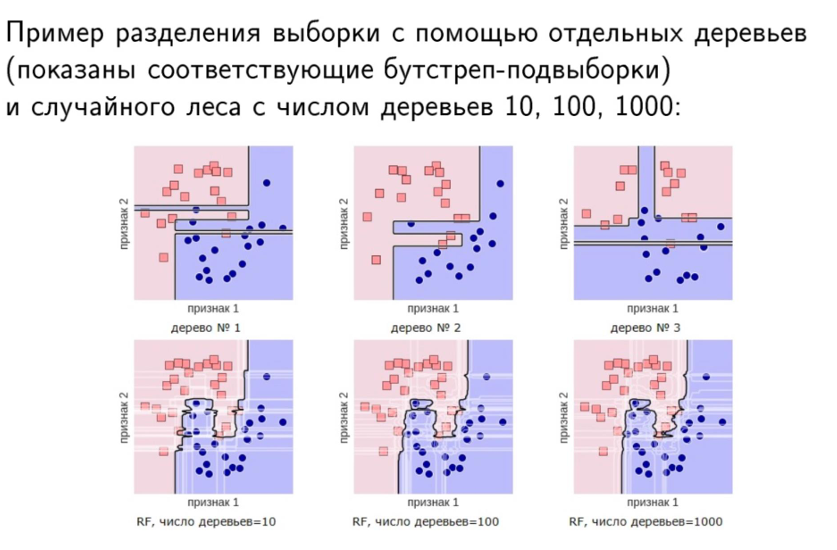 Пример разделения выборки с помощью отдельных деревьев
(показаны соответствующие бутстреп-подвыборки)
и случайного леса с числом деревьев 10, 100, 1000:
признак 2
признак 1
дерево № 1
признак 2
признак 1
дерево № 2
признак 2
признак 1
дерево № 3
признак 2
признак 1
RF, число деревьев=10
признак 2
признак 1
RF, число деревьев=100
признак 2
признак 1
RF, число деревьев=1000